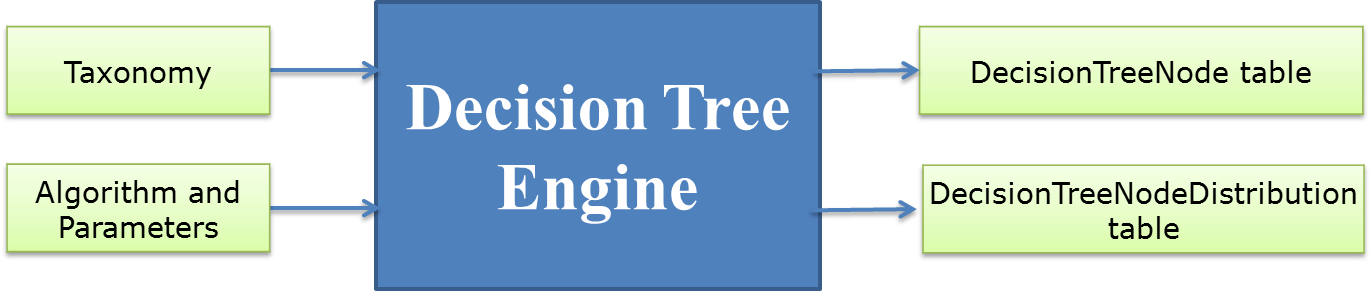 Taxonomy
Algorithm and
Parameters
Decision Tree
Engine
DecisionTreeNode table
DecisionTreeNodeDistribution
table